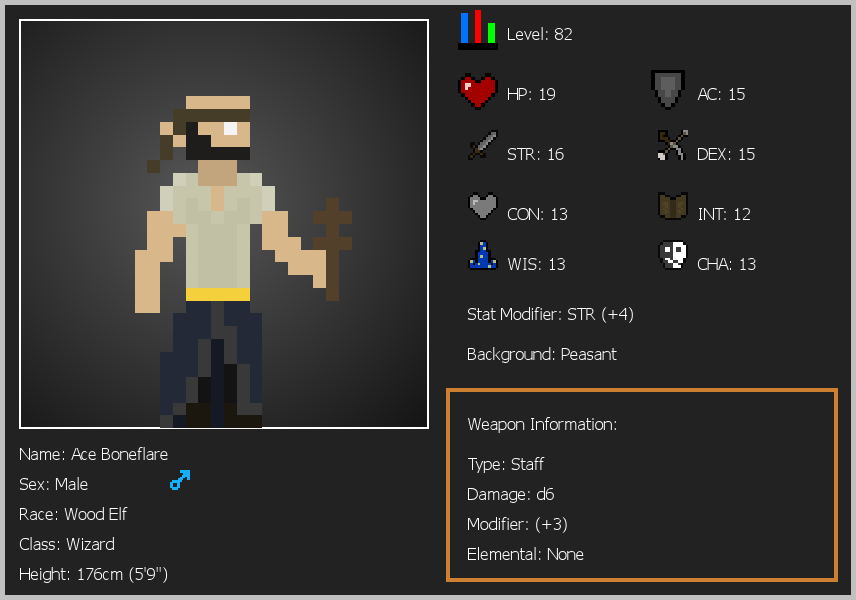 Level: 82
HP: 19
AC: 15
STR: 16
DEX: 15
CON: 13
INT: 12
WIS: 13
CHA: 13
Stat Modifier: STR (+4)
Background: Peasant
Weapon Information:
Type: Staff
Damage: d6
Modifier: (+3)
Elemental: None
Name: Ace Boneflare
Sex: Male
Race: Wood Elf
Class: Wizard
Height: 176cm (5'9")